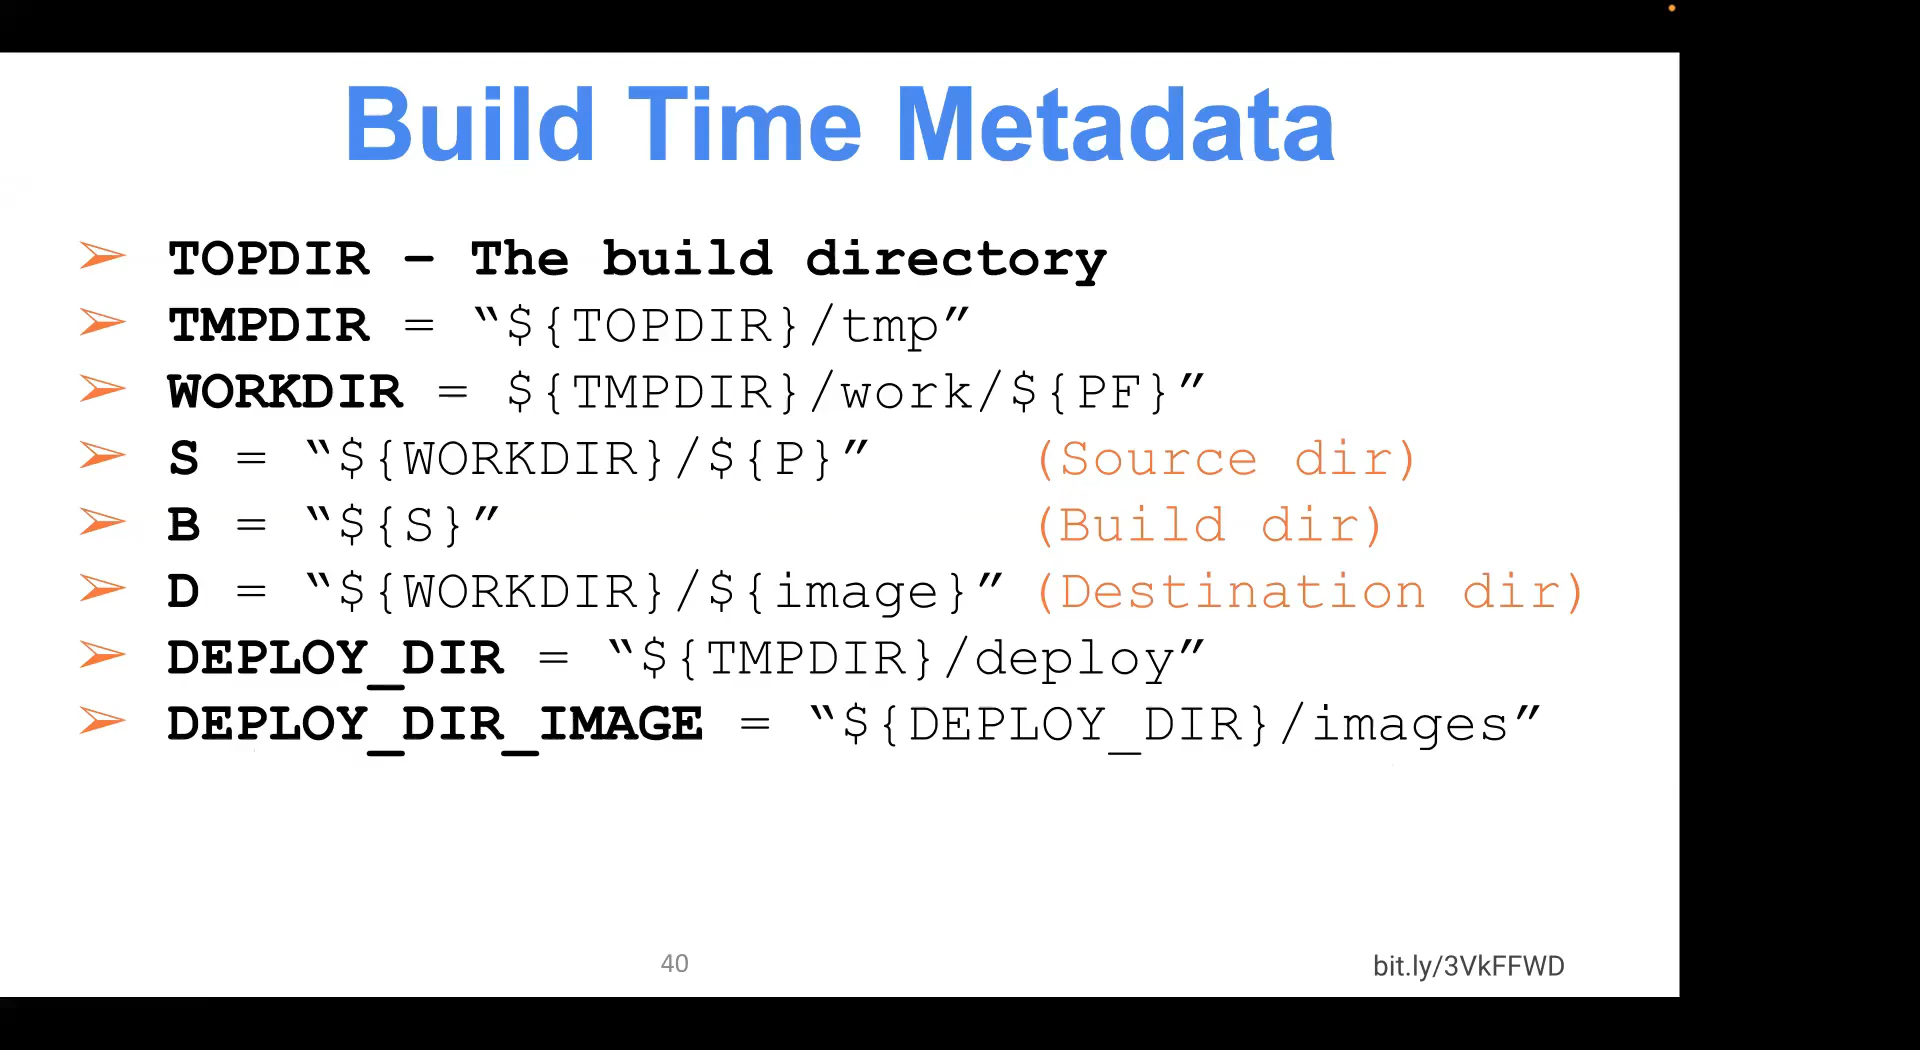 Build Time Metadata
➢ TOPDIR – The build directory
➢ TMPDIR = “${TOPDIR}/tmp”
➢ WORKDIR = ${TMPDIR}/work/${PF}”
➢ S = “${WORKDIR}/${P}” (Source dir)
➢ B = “${S}” (Build dir)
➢ D = “${WORKDIR}/${image}” (Destination dir)
➢ DEPLOY_DIR = “${TMPDIR}/deploy”
➢ DEPLOY_DIR_IMAGE = “${DEPLOY_DIR}/images”
40
bit.ly/3VkFFWD